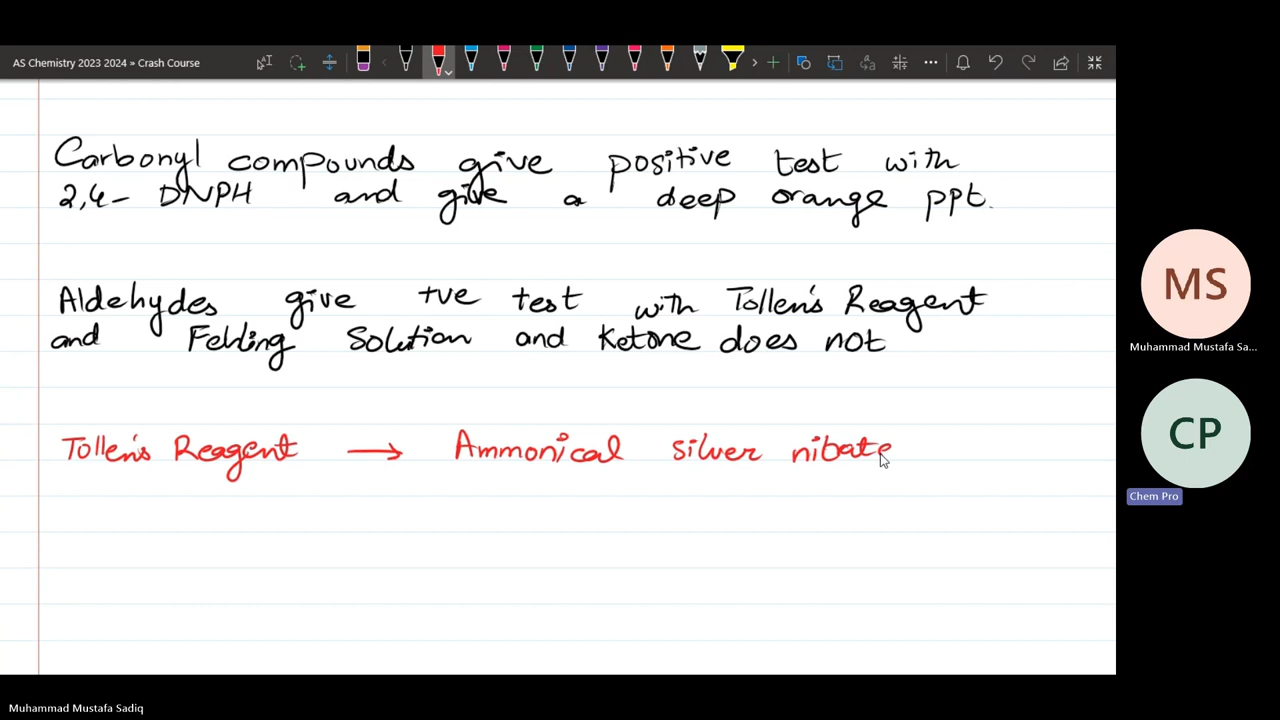 AS Chemistry 2023 2024 » Crash Course
Carbonyl compounds give positive test with
2,4- DNPH and give a deep orange ppt.
Aldehydes give +ve test with Tollen's Reagent
and Fehling Solution and Ketone does not
Tollen's Reagent → Ammonical silver nitrate
MS
Muhammad Mustafa Sa...
CP
Chem Pro
Muhammad Mustafa Sadiq